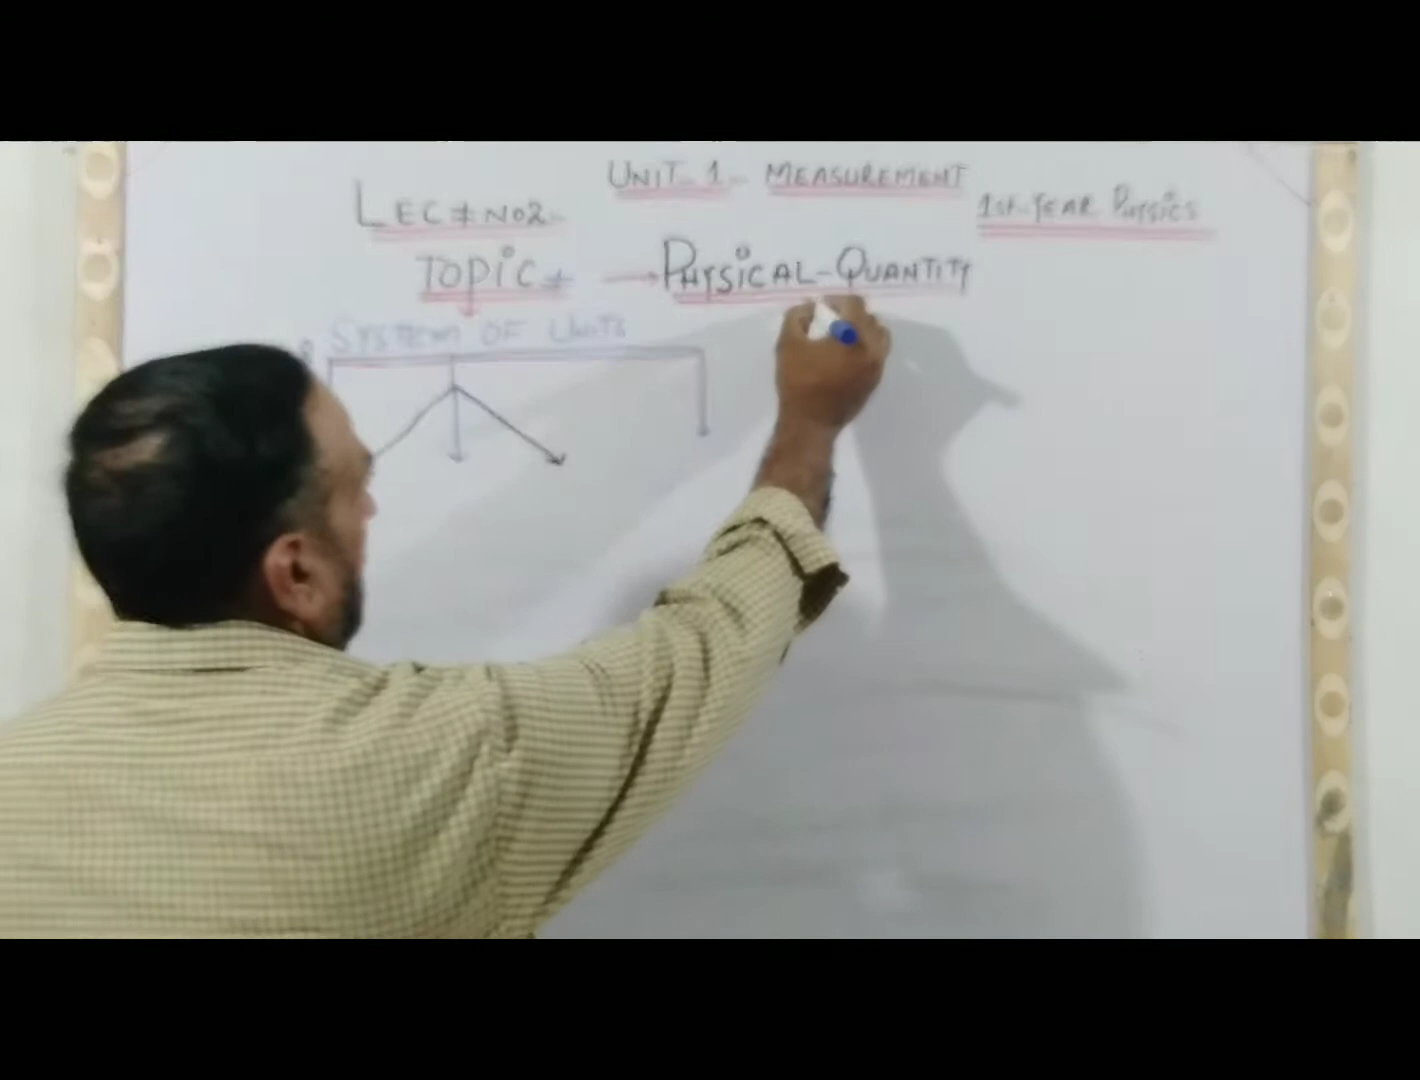 UNIT-1- MEASUREMENT
1st-YEAR PHYSICS
LEC # NO2-
TOPIC → PHYSICAL-QUANTITY
SYSTEM OF UNITS